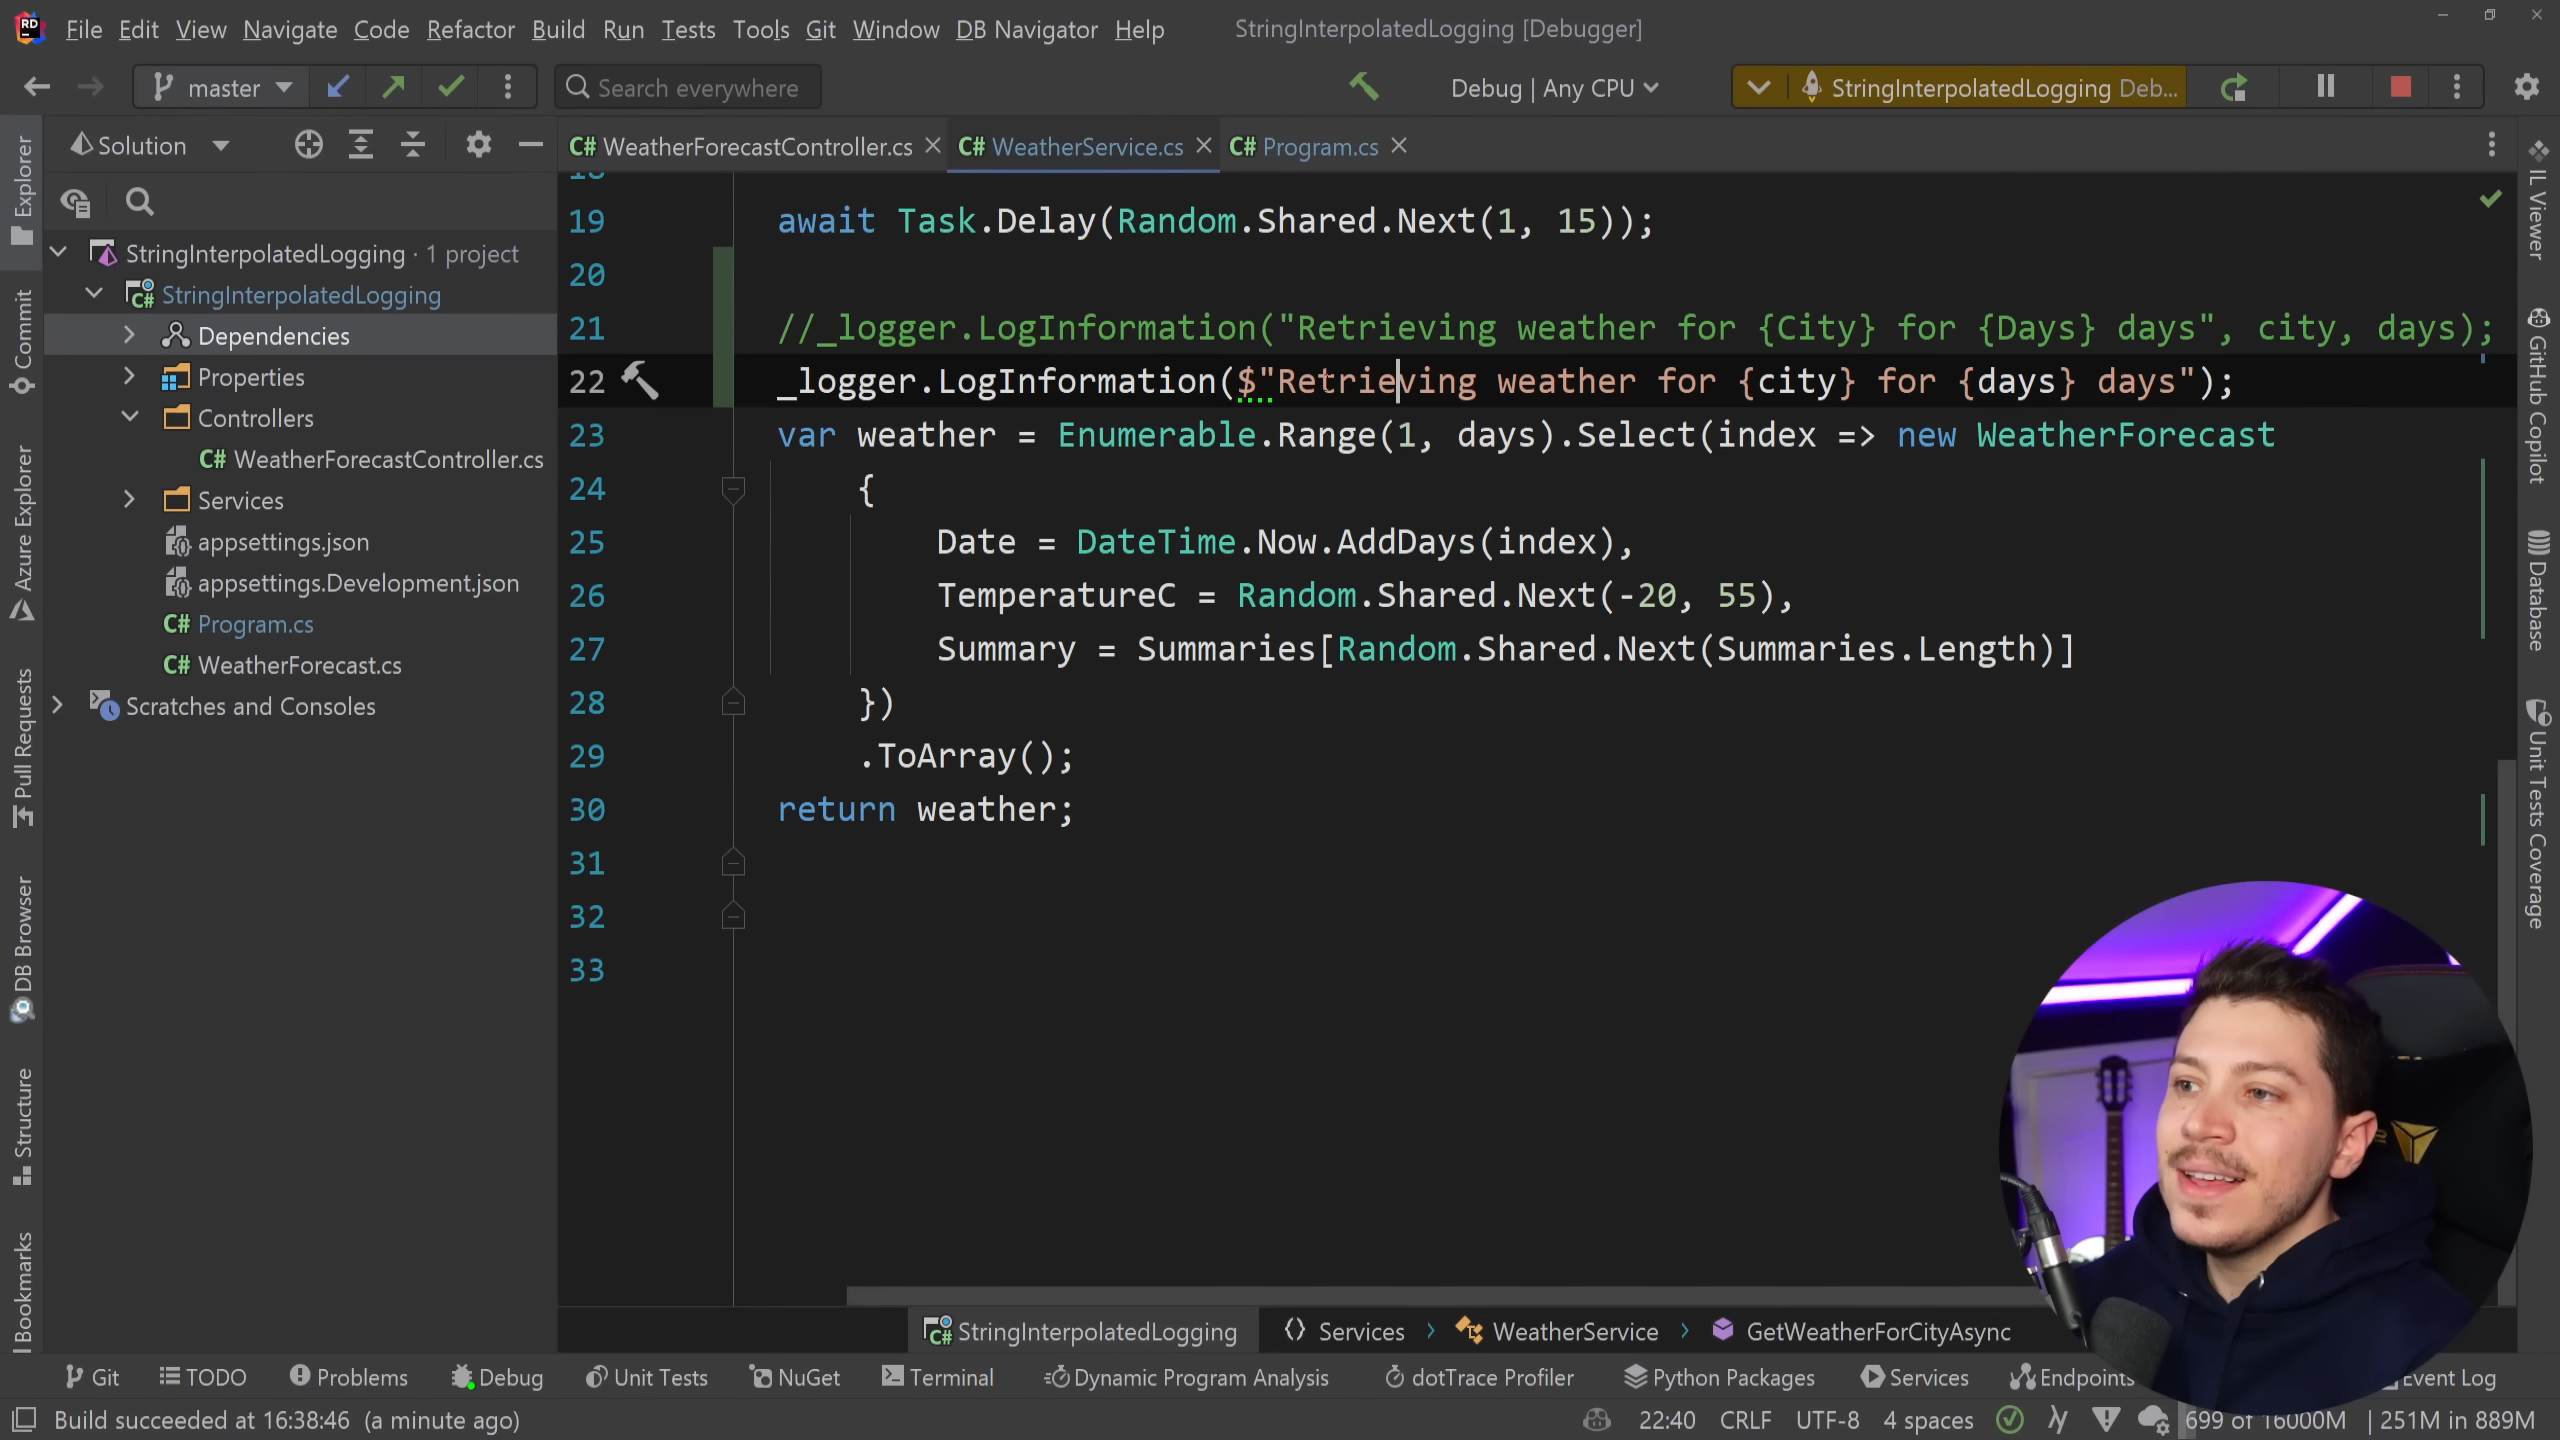 File Edit View Navigate Code Refactor Build Run Tests Tools Git Window DB Navigator Help StringInterpolatedLogging [Debugger]
master Search everywhere Debug | Any CPU StringInterpolatedLogging Deb...
Solution
WeatherForecastController.cs WeatherService.cs Program.cs
StringInterpolatedLogging · 1 project
StringInterpolatedLogging
Dependencies
Properties
Controllers
C# WeatherForecastController.cs
Services
appsettings.json
appsettings.Development.json
C# Program.cs
C# WeatherForecast.cs
Scratches and Consoles
Explorer
Commit
Azure Explorer
Pull Requests
DB Browser
Structure
Bookmarks
19 await Task.Delay(Random.Shared.Next(1, 15));
20
21 //_logger.LogInformation("Retrieving weather for {City} for {Days} days", city, days);
22 _logger.LogInformation($"Retrieving weather for {city} for {days} days");
23 var weather = Enumerable.Range(1, days).Select(index => new WeatherForecast
24 {
25 Date = DateTime.Now.AddDays(index),
26 TemperatureC = Random.Shared.Next(-20, 55),
27 Summary = Summaries[Random.Shared.Next(Summaries.Length)]
28 })
29 .ToArray();
30 return weather;
31
32
33
IL Viewer
GitHub Copilot
Database
Unit Tests Coverage
StringInterpolatedLogging Services WeatherService GetWeatherForCityAsync
Git TODO Problems Debug Unit Tests NuGet Terminal Dynamic Program Analysis dotTrace Profiler Python Packages Services Endpoints Event Log
Build succeeded at 16:38:46 (a minute ago) 22:40 CRLF UTF-8 4 spaces 699 of 16000M 251M in 889M